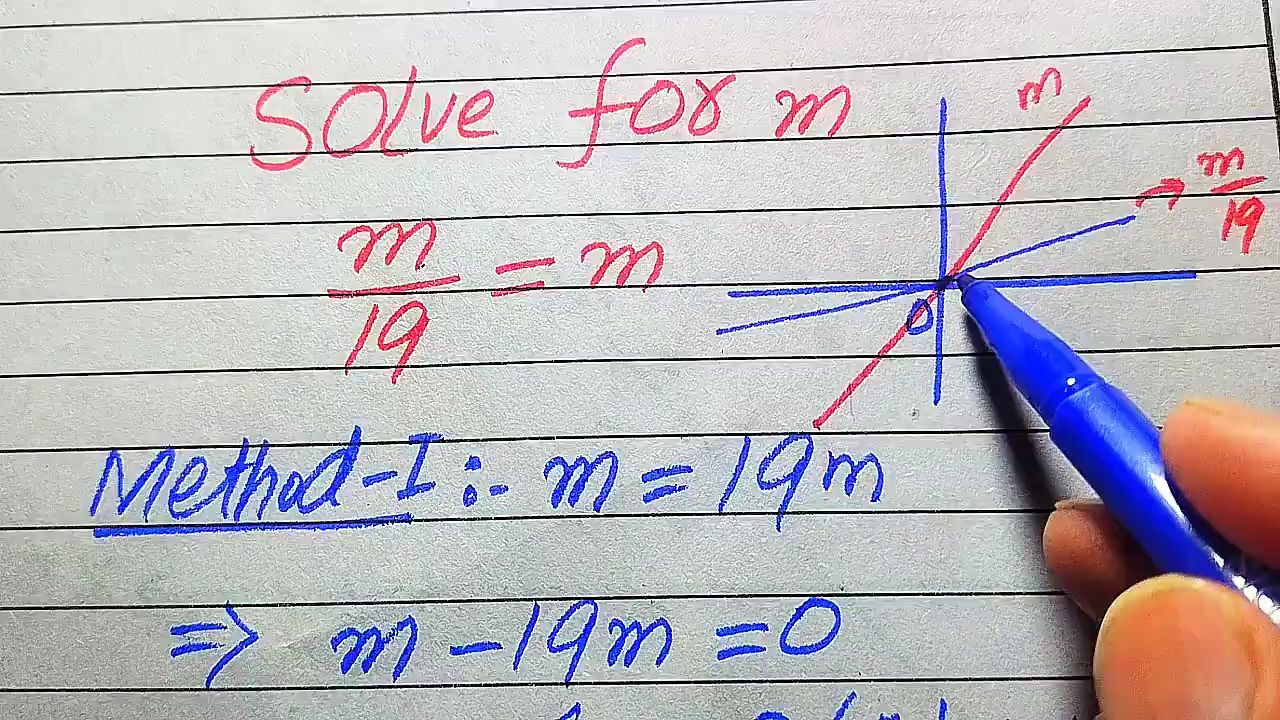 Solve for m
m/19 = m
m
→ m/19
0
Method-I :- m = 19m
⇒ m - 19m = 0